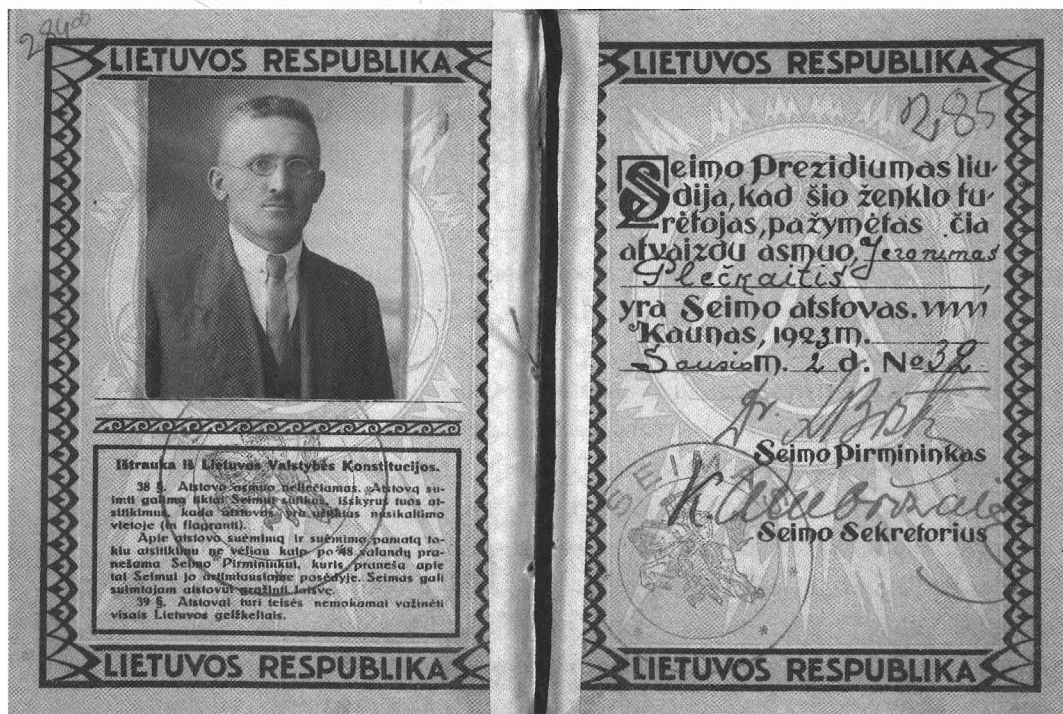 284
LIETUVOS RESPUBLIKA
Ištrauka iš Lietuvos Valstybės Konstitucijos.
38 §. Atstovo asmuo neliečiamas. Atstovą su-
imti galima tiktai Seimui sutikus, išskyrus tuos at-
sitikimus, kada atstovas yra užtiktas nusikaltimo
vietoje (in flagranti).
Apie atstovo suėmimą ir suėmimo pamatą to-
kiu atsitikimu ne vėliau kaip po 48 valandų pra-
nešama Seimo Pirmininkui, kuris praneša apie
tai Seimui jo artimiausiame posėdyje. Seimas gali
suimtajam atstovui grąžinti laisvę.
39 §. Atstovai turi teisės nemokamai važinėti
visais Lietuvos gelžkeliais.
LIETUVOS RESPUBLIKA
LIETUVOS RESPUBLIKA
12,85
Seimo Prezidiumas liu-
dija, kad šio ženklo tu-
rėtojas, pažymėtas čia
atvaizdu asmuo, Jeronimas
Plečkaitis,
yra Seimo atstovas.
Kaunas, 1923 m.
Sausio m. 2 d. No 32
Seimo Pirmininkas
SEIMAS
Seimo Sekretorius
LIETUVOS RESPUBLIKA